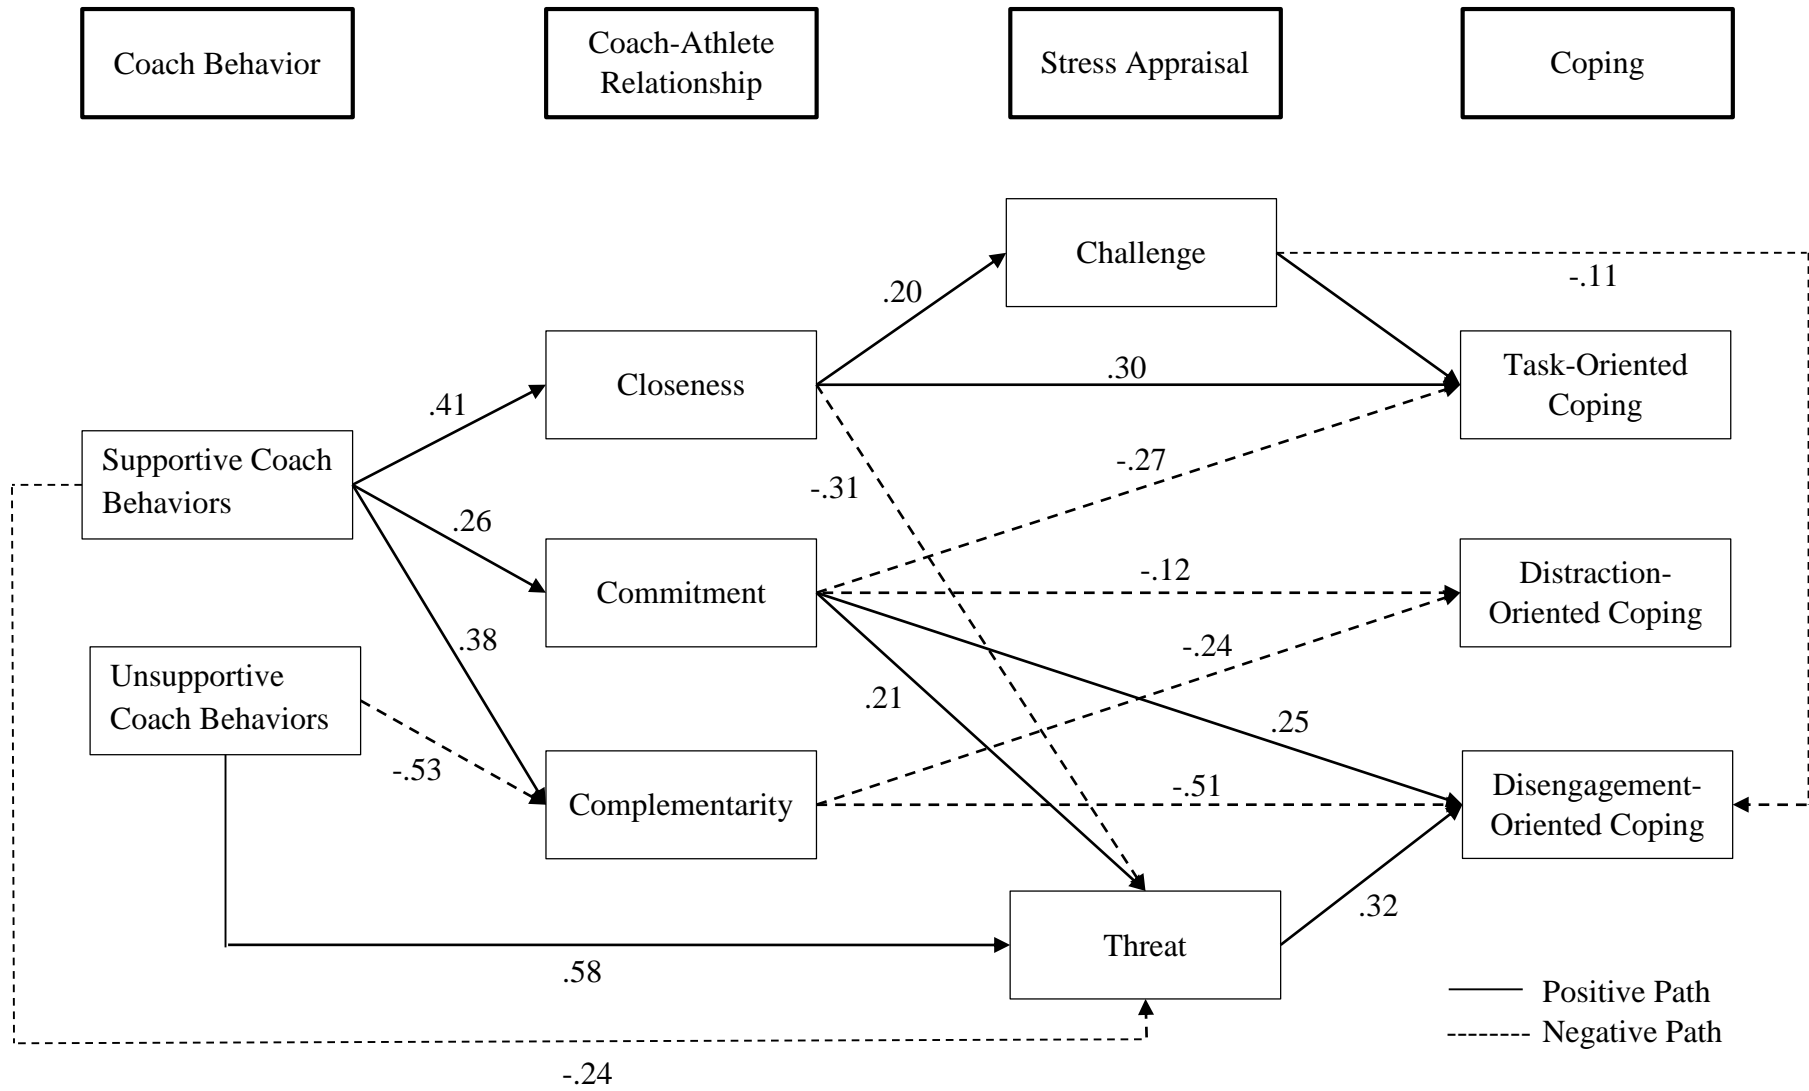 Coach Behavior
Coach-Athlete
Relationship
Stress Appraisal
Coping
Challenge
-.11
.20
Closeness
.30
Task-Oriented
Coping
.41
Supportive Coach
Behaviors
-.27
-.31
.26
Commitment
-.12
Distraction-
Oriented Coping
.38
-.24
Unsupportive
Coach Behaviors
.21
.25
-.53
Complementarity
-.51
Disengagement-
Oriented Coping
.32
Threat
.58
Positive Path
Negative Path
-.24